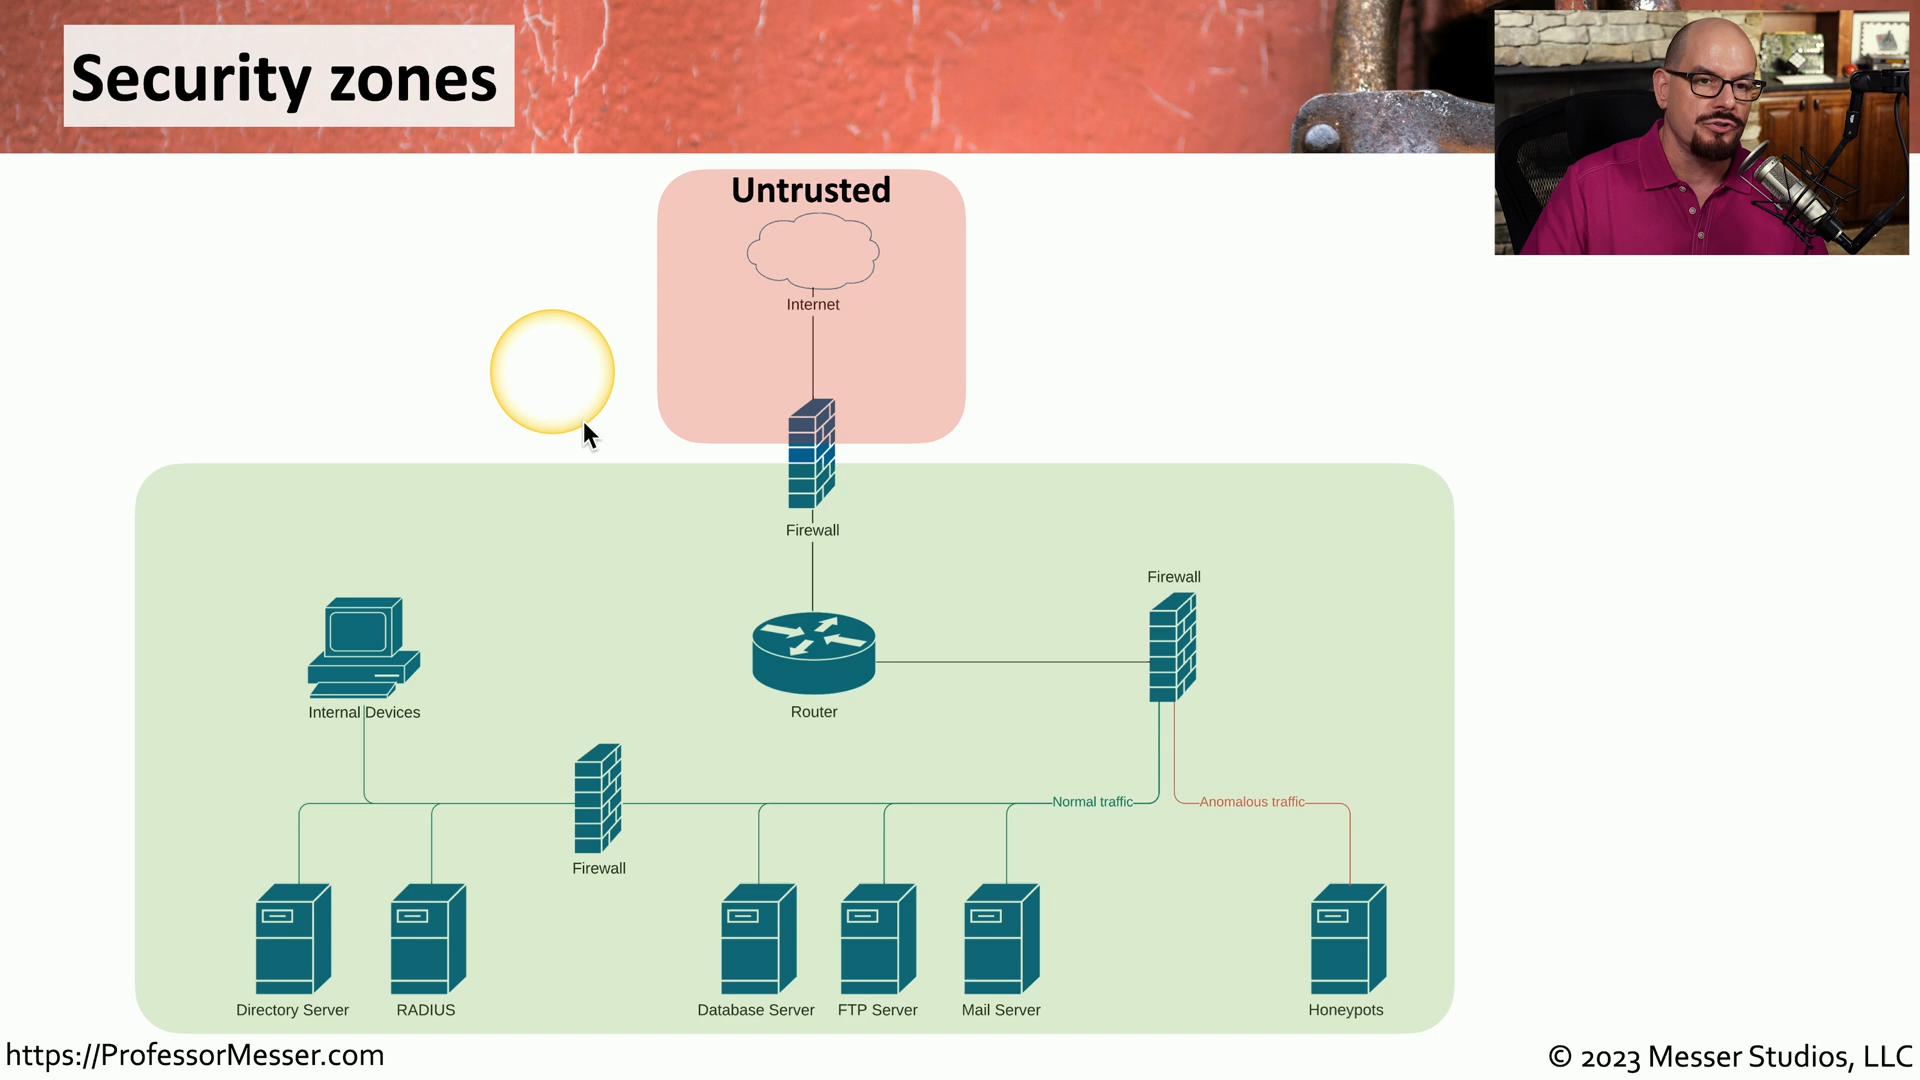 Security zones
Untrusted
Internet
Firewall
Firewall
Internal Devices
Router
Normal traffic
Anomalous traffic
Firewall
Directory Server
RADIUS
Database Server
FTP Server
Mail Server
Honeypots
https://ProfessorMesser.com
© 2023 Messer Studios, LLC